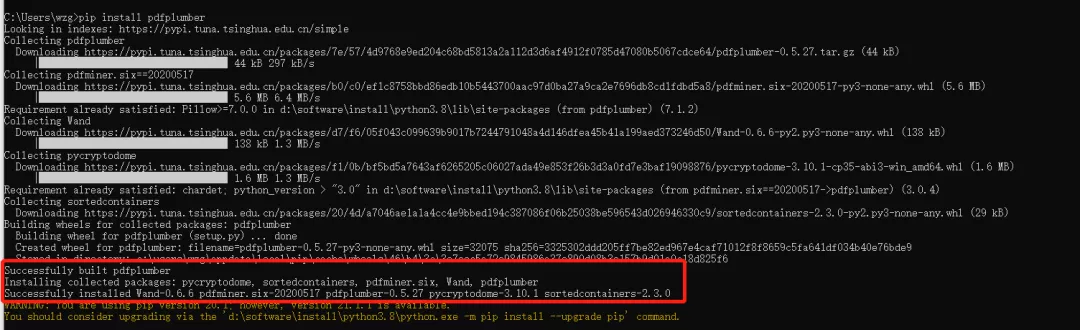 C:\Users\wzg>pip install pdfplumber
Looking in indexes: https://pypi.tuna.tsinghua.edu.cn/simple
Collecting pdfplumber
Downloading https://pypi.tuna.tsinghua.edu.cn/packages/7e/57/4d9768e9ed204c68bd5813a2a112d3d6af4912f0785d47080b5067cdce64/pdfplumber-0.5.27.tar.gz (44 kB)
44 kB 297 kB/s
Collecting pdfminer.six==20200517
Downloading https://pypi.tuna.tsinghua.edu.cn/packages/b0/c0/ef1c8758bbd86edb10b5443700aac97d0ba27a9ca2e7696db8cd1fdbd5a8/pdfminer.six-20200517-py3-none-any.whl (5.6 MB)
5.6 MB 6.4 MB/s
Requirement already satisfied: Pillow>=7.0.0 in d:\software\install\python3.8\lib\site-packages (from pdfplumber) (7.1.2)
Collecting Wand
Downloading https://pypi.tuna.tsinghua.edu.cn/packages/d7/f6/05f043c099639b9017b7244791048a4d146dfea45b41a199aed373246d50/Wand-0.6.6-py2.py3-none-any.whl (138 kB)
138 kB 1.3 MB/s
Collecting pycryptodome
Downloading https://pypi.tuna.tsinghua.edu.cn/packages/f1/0b/bf5bd5a7643af6265205c06027ada49e853f26b3d3a0fd7e3baf19098876/pycryptodome-3.10.1-cp35-abi3-win_amd64.whl (1.6 MB)
1.6 MB 1.3 MB/s
Requirement already satisfied: chardet; python_version > "3.0" in d:\software\install\python3.8\lib\site-packages (from pdfminer.six==20200517->pdfplumber) (3.0.4)
Collecting sortedcontainers
Downloading https://pypi.tuna.tsinghua.edu.cn/packages/20/4d/a7046ae1a1a4cc4e9bbed194c387086f06b25038be596543d026946330c9/sortedcontainers-2.3.0-py2.py3-none-any.whl (29 kB)
Building wheels for collected packages: pdfplumber
Building wheel for pdfplumber (setup.py) ... done
Created wheel for pdfplumber: filename=pdfplumber-0.5.27-py3-none-any.whl size=32075 sha256=3325302ddd205ff7be82ed967e4caf71012f8f8659c5fa641df034b40e76bde9
Stored in directory:
Successfully built pdfplumber
Installing collected packages: pycryptodome, sortedcontainers, pdfminer.six, Wand, pdfplumber
Successfully installed Wand-0.6.6 pdfminer.six-20200517 pdfplumber-0.5.27 pycryptodome-3.10.1 sortedcontainers-2.3.0
WARNING: You are using pip version 20.1; however, version 21.1.1 is available.
You should consider upgrading via the 'd:\software\install\python3.8\python.exe -m pip install --upgrade pip' command.